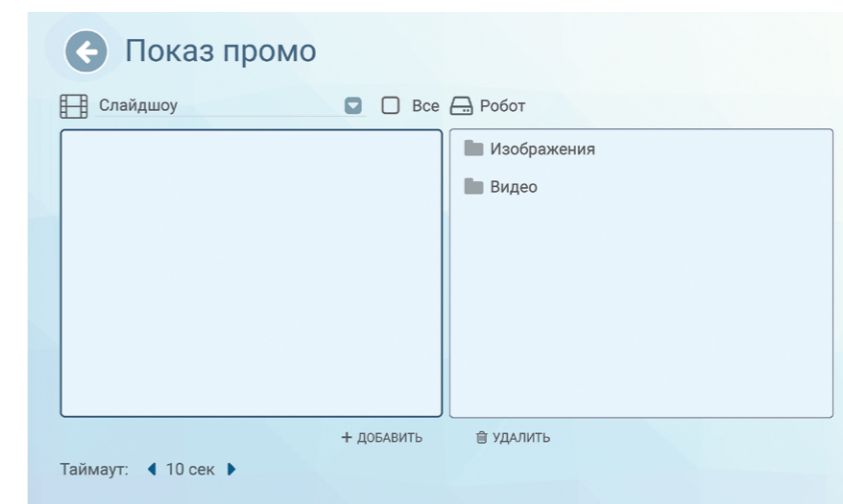 Показ промо
Слайдшоу Все Робот
Изображения
Видео
+ ДОБАВИТЬ УДАЛИТЬ
Таймаут: 10 сек